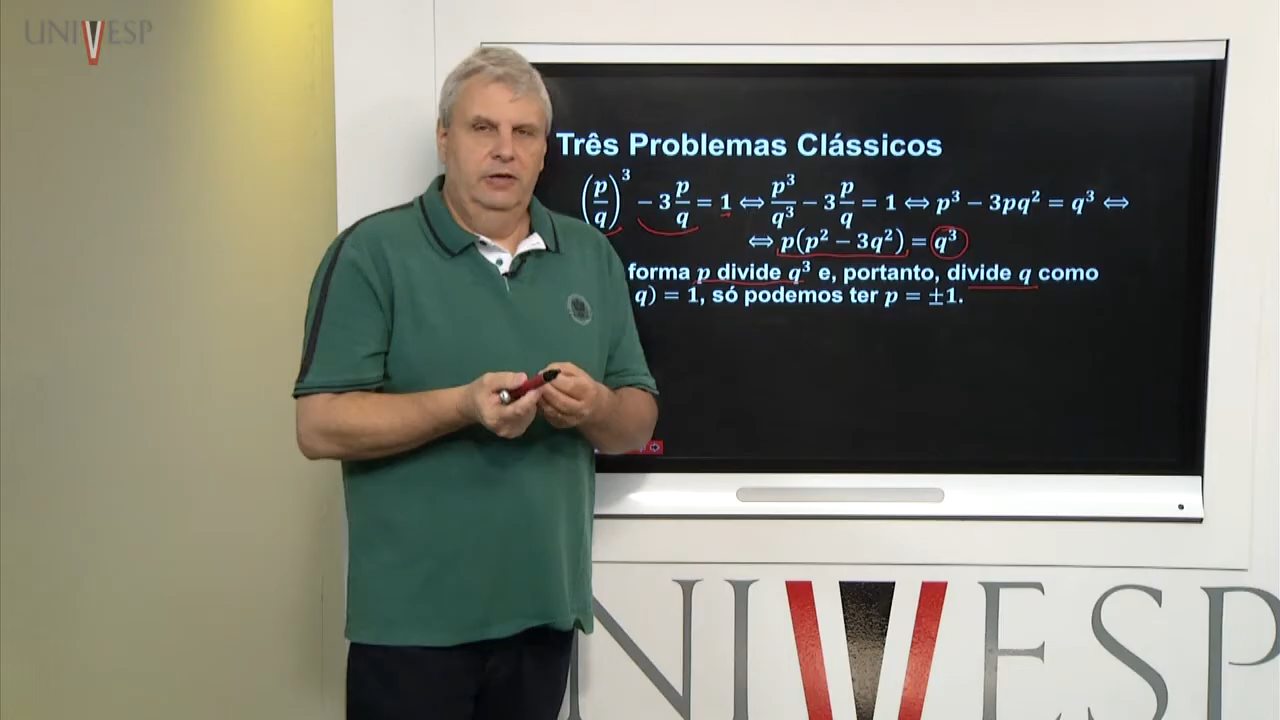 UNIVESP
Três Problemas Clássicos
(p/q)³ − 3 p/q = 1 ⇔ p³/q³ − 3 p/q = 1 ⇔ p³ − 3pq² = q³ ⇔
⇔ p(p² − 3q²) = q³
forma p divide q³ e, portanto, divide q como
q) = 1, só podemos ter p = ±1.
NIVESP